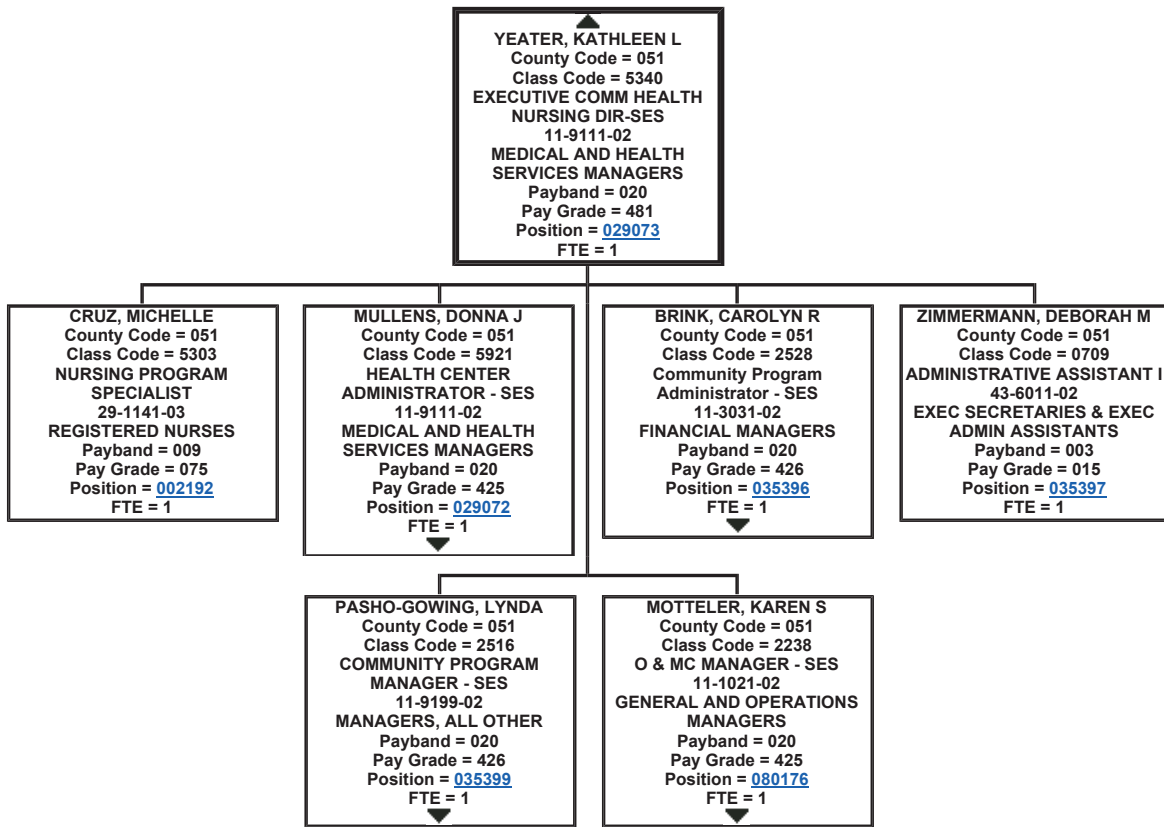 YEATER, KATHLEEN L
County Code = 051
Class Code = 5340
EXECUTIVE COMM HEALTH
NURSING DIR-SES
11-9111-02
MEDICAL AND HEALTH
SERVICES MANAGERS
Payband = 020
Pay Grade = 481
Position = 029073
FTE = 1
CRUZ, MICHELLE
County Code = 051
Class Code = 5303
NURSING PROGRAM
SPECIALIST
29-1141-03
REGISTERED NURSES
Payband = 009
Pay Grade = 075
Position = 002192
FTE = 1
MULLENS, DONNA J
County Code = 051
Class Code = 5921
HEALTH CENTER
ADMINISTRATOR - SES
11-9111-02
MEDICAL AND HEALTH
SERVICES MANAGERS
Payband = 020
Pay Grade = 425
Position = 029072
FTE = 1
BRINK, CAROLYN R
County Code = 051
Class Code = 2528
Community Program
Administrator - SES
11-3031-02
FINANCIAL MANAGERS
Payband = 020
Pay Grade = 426
Position = 035396
FTE = 1
ZIMMERMANN, DEBORAH M
County Code = 051
Class Code = 0709
ADMINISTRATIVE ASSISTANT I
43-6011-02
EXEC SECRETARIES & EXEC
ADMIN ASSISTANTS
Payband = 003
Pay Grade = 015
Position = 035397
FTE = 1
PASHO-GOWING, LYNDA
County Code = 051
Class Code = 2516
COMMUNITY PROGRAM
MANAGER - SES
11-9199-02
MANAGERS, ALL OTHER
Payband = 020
Pay Grade = 426
Position = 035399
FTE = 1
MOTTELER, KAREN S
County Code = 051
Class Code = 2238
O & MC MANAGER - SES
11-1021-02
GENERAL AND OPERATIONS
MANAGERS
Payband = 020
Pay Grade = 425
Position = 080176
FTE = 1